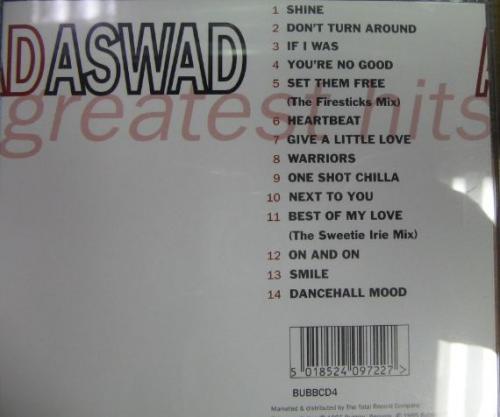 D ASWAD A
greatest hits
1 SHINE
2 DON'T TURN AROUND
3 IF I WAS
4 YOU'RE NO GOOD
5 SET THEM FREE
(The Firesticks Mix)
6 HEARTBEAT
7 GIVE A LITTLE LOVE
8 WARRIORS
9 ONE SHOT CHILLA
10 NEXT TO YOU
11 BEST OF MY LOVE
(The Sweetie Irie Mix)
12 ON AND ON
13 SMILE
14 DANCEHALL MOOD
5 018524 097227 >
BUBBCD4
Marketed & distributed by The Total Record Company